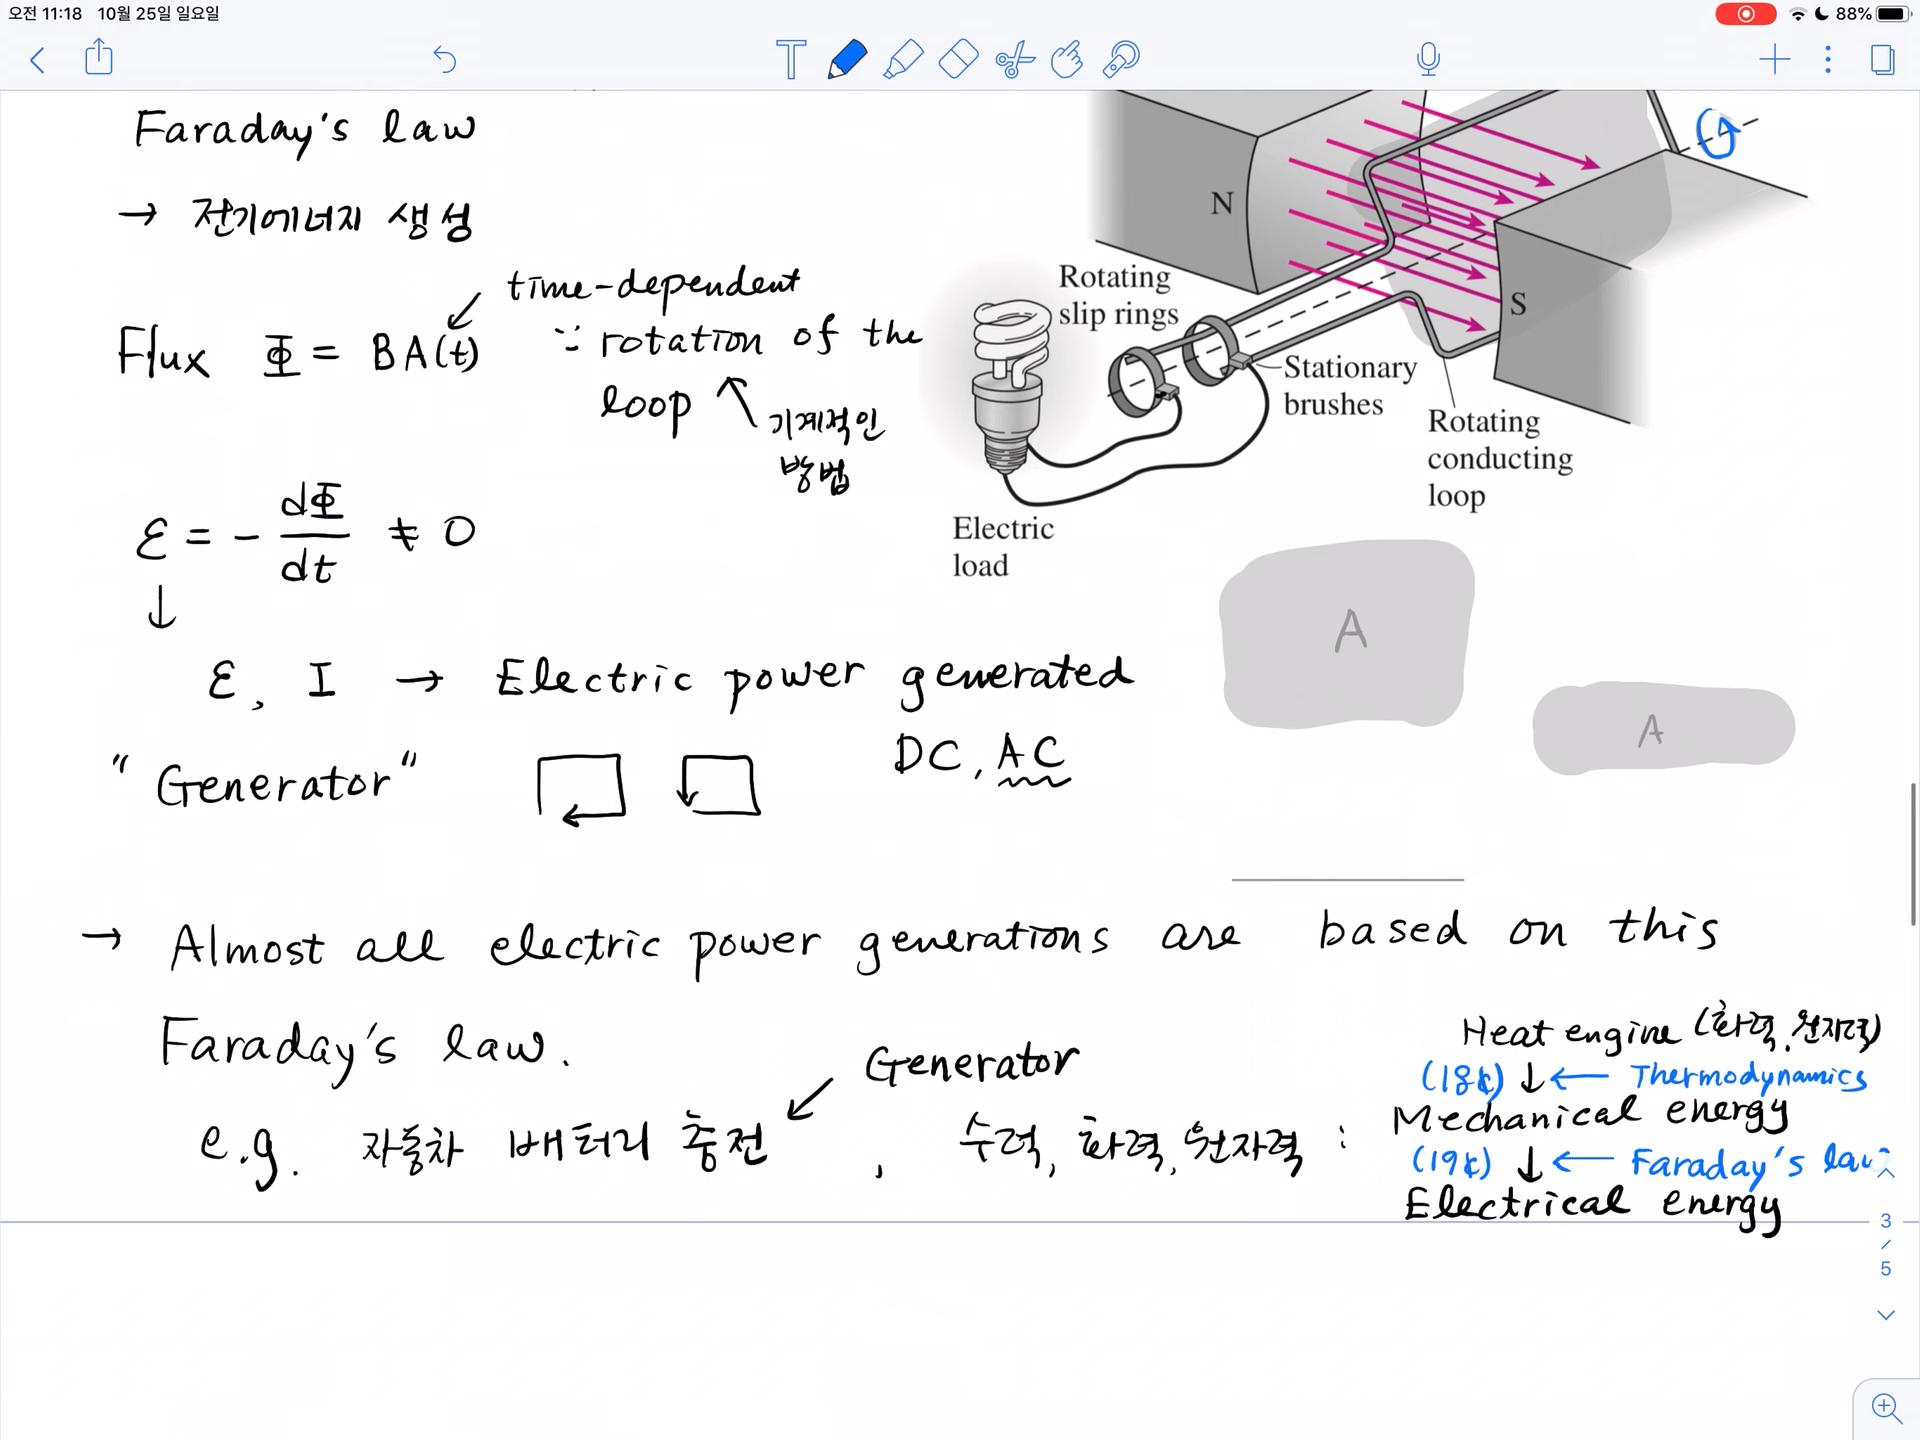 오전 11:18 10월 25일 일요일
88%
Faraday's law
→ 전기에너지 생성
time-dependent
Flux Φ = BA(t) ∵ rotation of the
loop
기계적인
방법
N
S
Rotating
slip rings
Stationary
brushes
Rotating
conducting
loop
Electric
load
ε = - dΦ/dt ≠ 0
↓
ε, I → Electric power generated
DC, AC
"Generator"
A
A
→ Almost all electric power generations are based on this
Faraday's law.
Generator
e.g. 자동차 배터리 충전, 수력, 화력, 원자력 :
Heat engine (화력, 원자력)
(18c) ↓ ← Thermodynamics
Mechanical energy
(19c) ↓ ← Faraday's law
Electrical energy
3
/
5